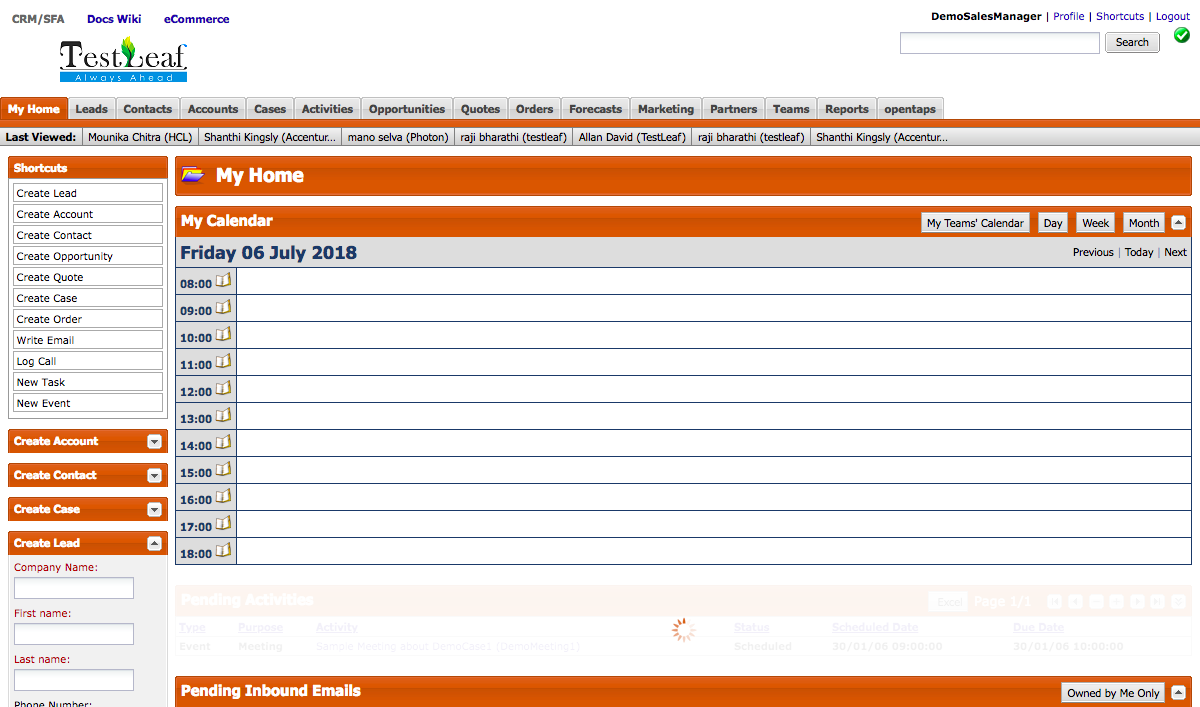 CRM/SFA Docs Wiki eCommerce
DemoSalesManager | Profile | Shortcuts | Logout
TestLeaf
Always Ahead
Search
My Home Leads Contacts Accounts Cases Activities Opportunities Quotes Orders Forecasts Marketing Partners Teams Reports opentaps
Last Viewed: Mounika Chitra (HCL) Shanthi Kingsly (Accentur... mano selva (Photon) raji bharathi (testleaf) Allan David (TestLeaf) raji bharathi (testleaf) Shanthi Kingsly (Accentur...
Shortcuts
Create Lead
Create Account
Create Contact
Create Opportunity
Create Quote
Create Case
Create Order
Write Email
Log Call
New Task
New Event
Create Account
Create Contact
Create Case
Create Lead
Company Name:
First name:
Last name:
Phone Number:
My Home
My Calendar My Teams' Calendar Day Week Month
Friday 06 July 2018 Previous | Today | Next
08:00
09:00
10:00
11:00
12:00
13:00
14:00
15:00
16:00
17:00
18:00
Pending Activities Excel Page 1/1
Type Purpose Activity Status Scheduled Date Due Date
Event Meeting Sample Meeting about DemoCase1 (DemoMeeting1) Scheduled 30/01/06 09:00:00 30/01/06 10:00:00
Pending Inbound Emails Owned by Me Only